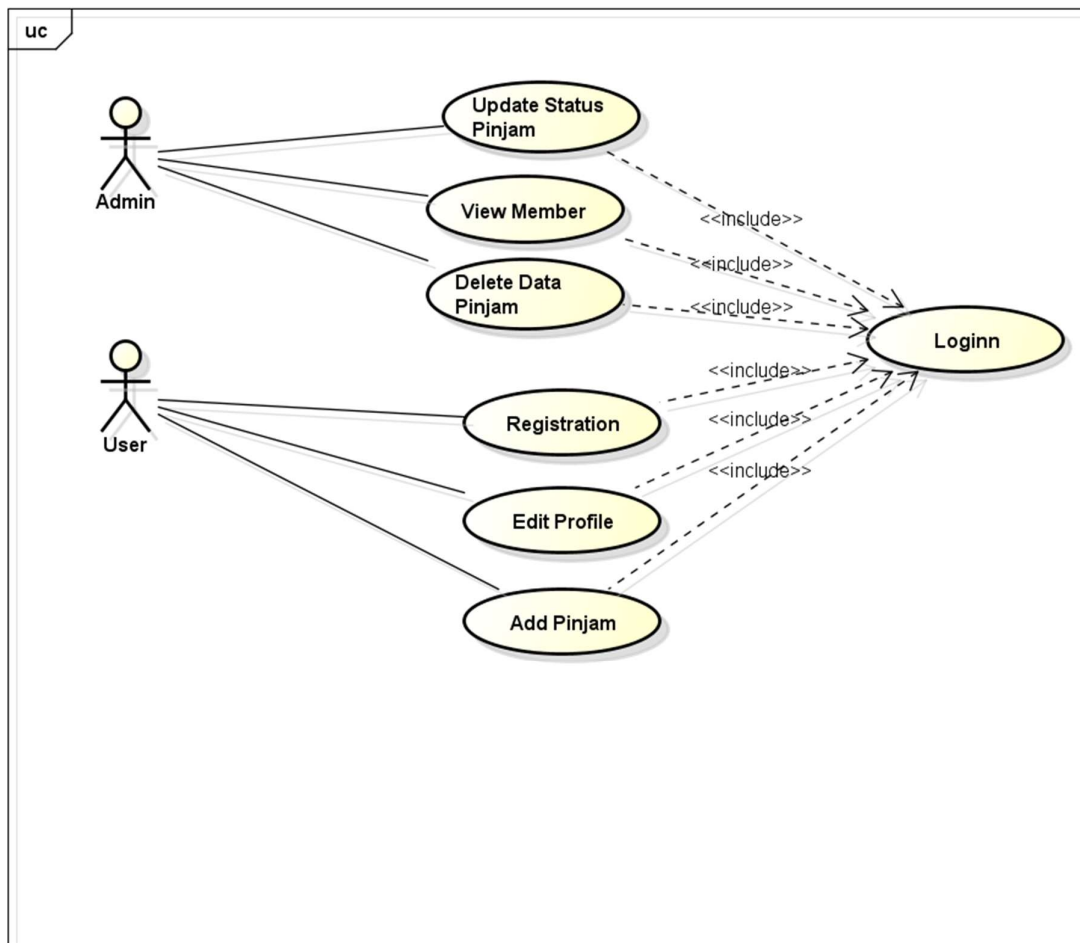 uc
Update Status
Pinjam
Admin
View Member
<<include>>
<<include>>
Delete Data
Pinjam
<<include>>
Loginn
User
<<include>>
Registration
<<include>>
<<include>>
Edit Profile
Add Pinjam